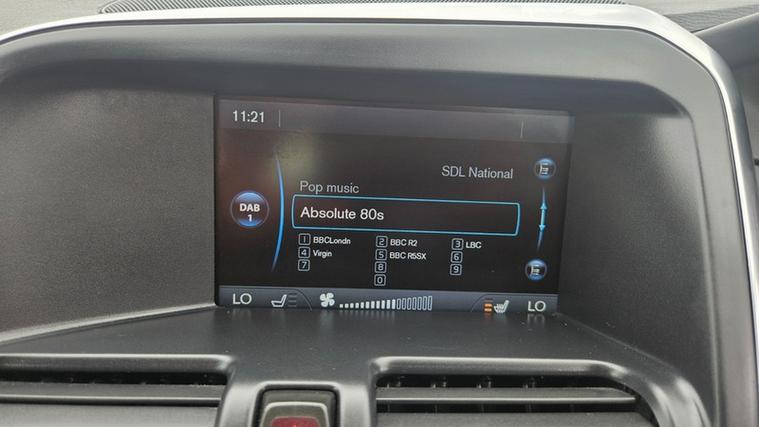 11:21
SDL National
Pop music
DAB
1
Absolute 80s
1 BBCLondn 2 BBC R2 3 LBC
4 Virgin 5 BBC R5SX 6
7 8 9
0
LO LO